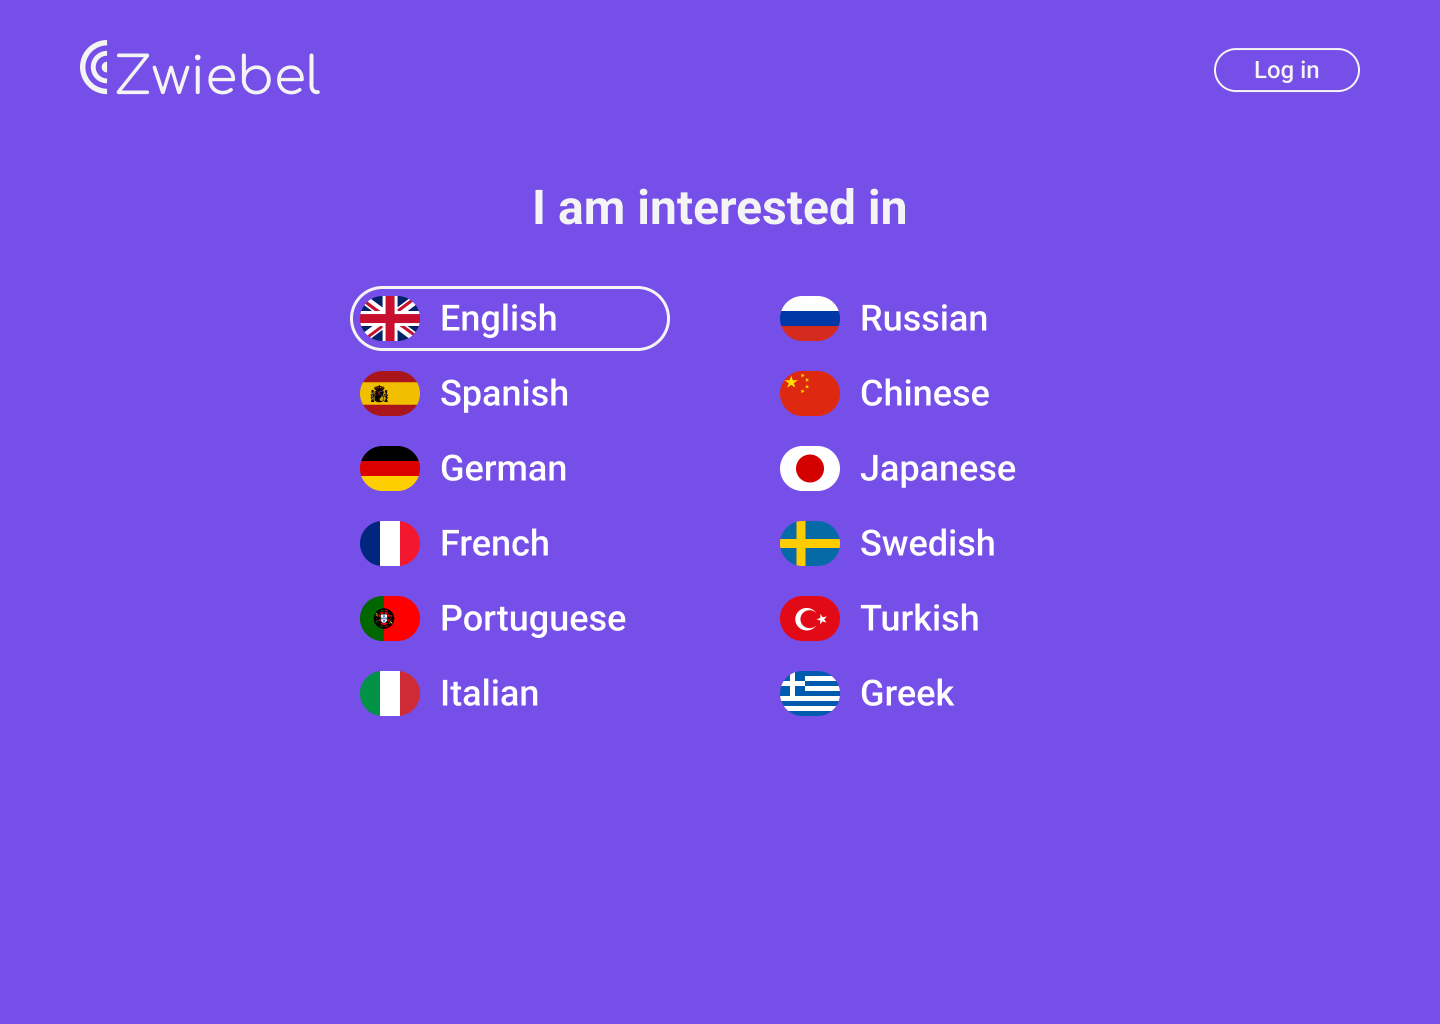 Zwiebel
Log in
I am interested in
English
Spanish
German
French
Portuguese
Italian
Russian
Chinese
Japanese
Swedish
Turkish
Greek